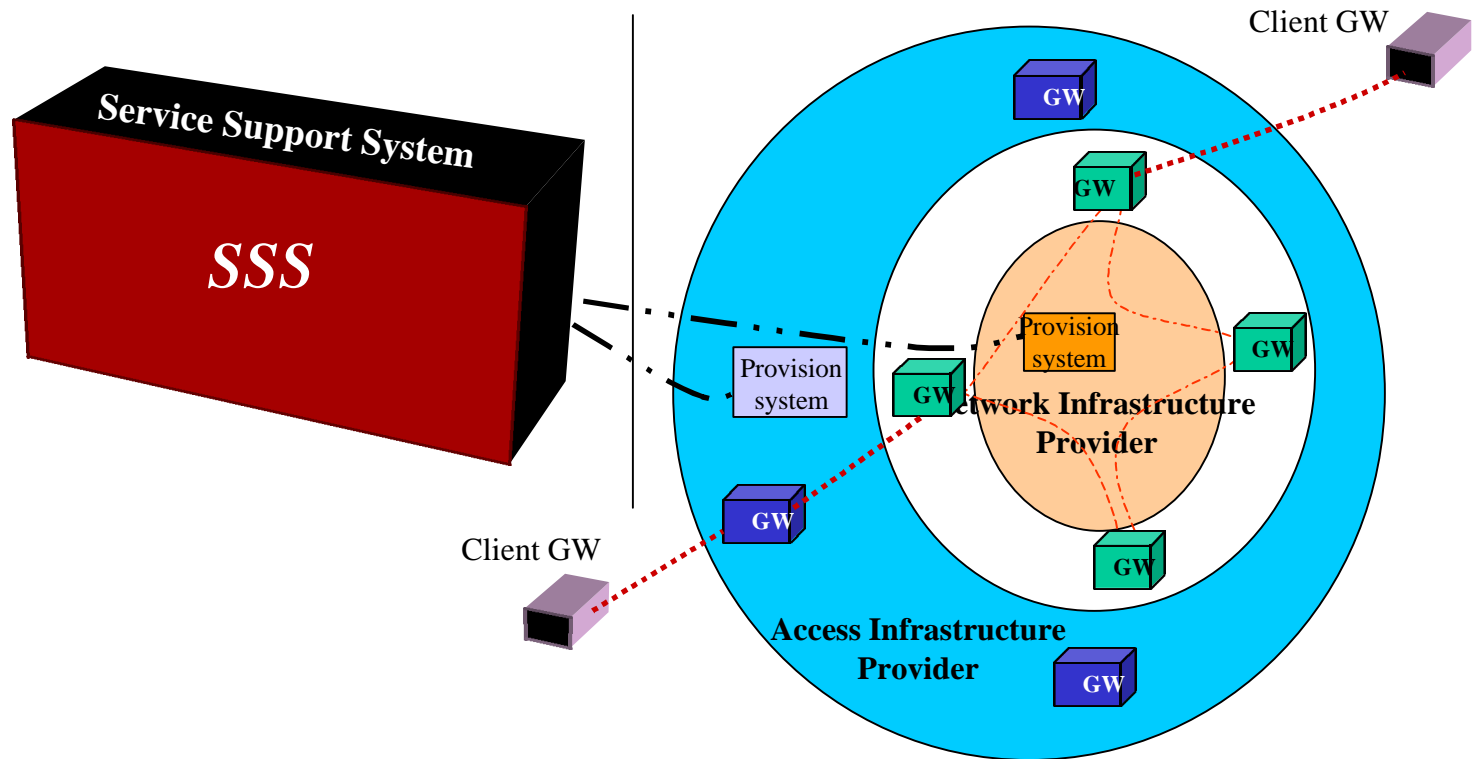 Client GW
Service Support System
SSS
GW
GW
Provision
system
GW
Provision
system
GW
etwork Infrastructure
Provider
GW
Client GW
GW
Access Infrastructure
Provider
GW